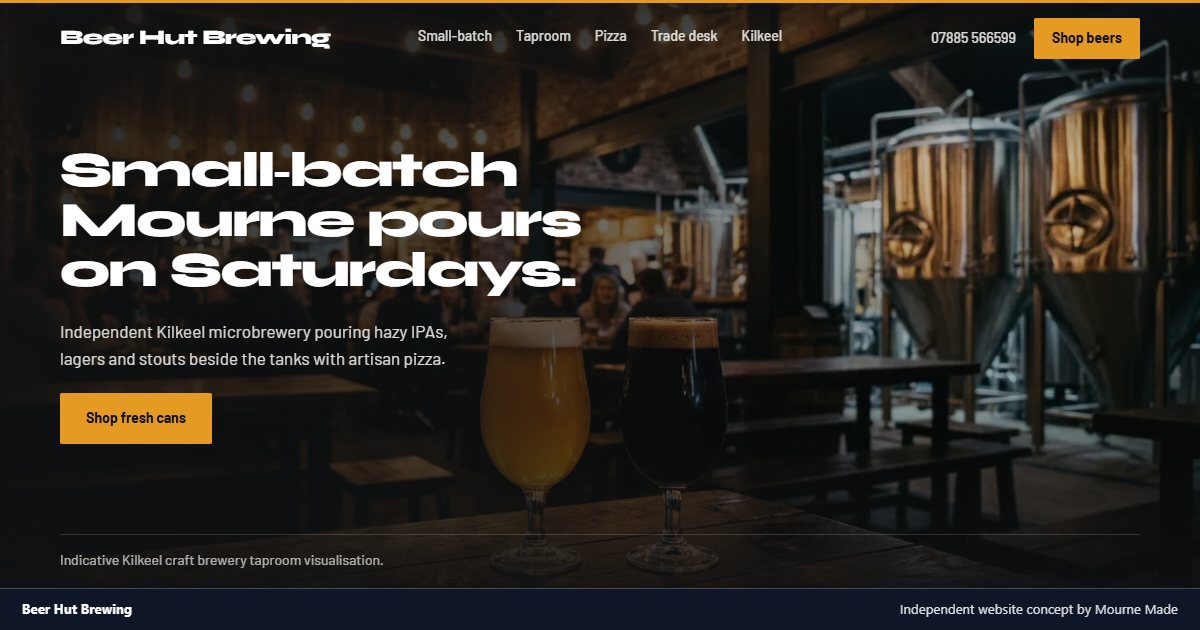 Beer Hut Brewing
Small-batch
Taproom
Pizza
Trade desk
Kilkeel
07885 566599
Shop beers
Small-batch
Mourne pours
on Saturdays.
Independent Kilkeel microbrewery pouring hazy IPAs,
lagers and stouts beside the tanks with artisan pizza.
Shop fresh cans
Indicative Kilkeel craft brewery taproom visualisation.
Beer Hut Brewing
Independent website concept by Mourne Made